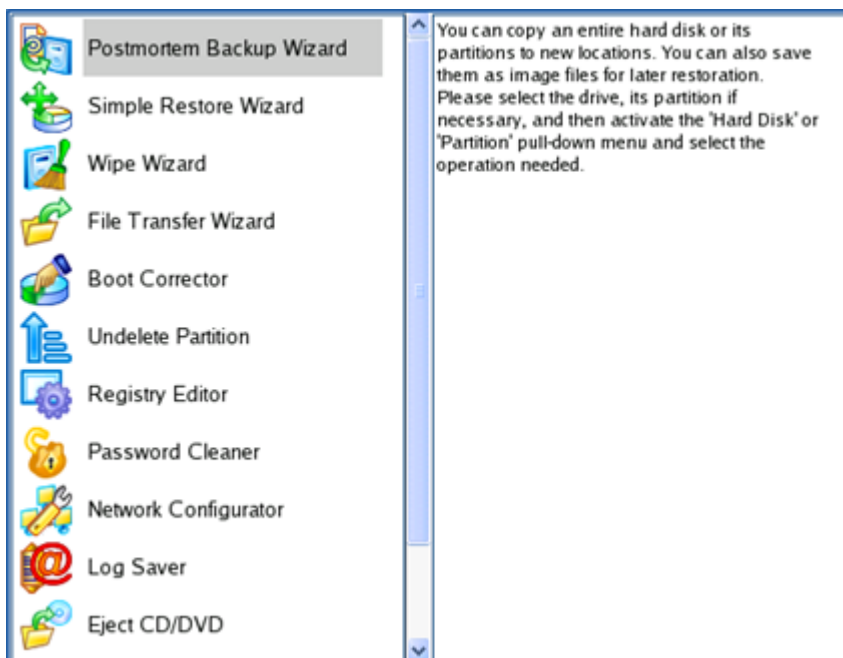 Postmortem Backup Wizard
Simple Restore Wizard
Wipe Wizard
File Transfer Wizard
Boot Corrector
Undelete Partition
Registry Editor
Password Cleaner
Network Configurator
Log Saver
Eject CD/DVD
You can copy an entire hard disk or its
partitions to new locations. You can also save
them as image files for later restoration.
Please select the drive, its partition if
necessary, and then activate the 'Hard Disk' or
'Partition' pull-down menu and select the
operation needed.